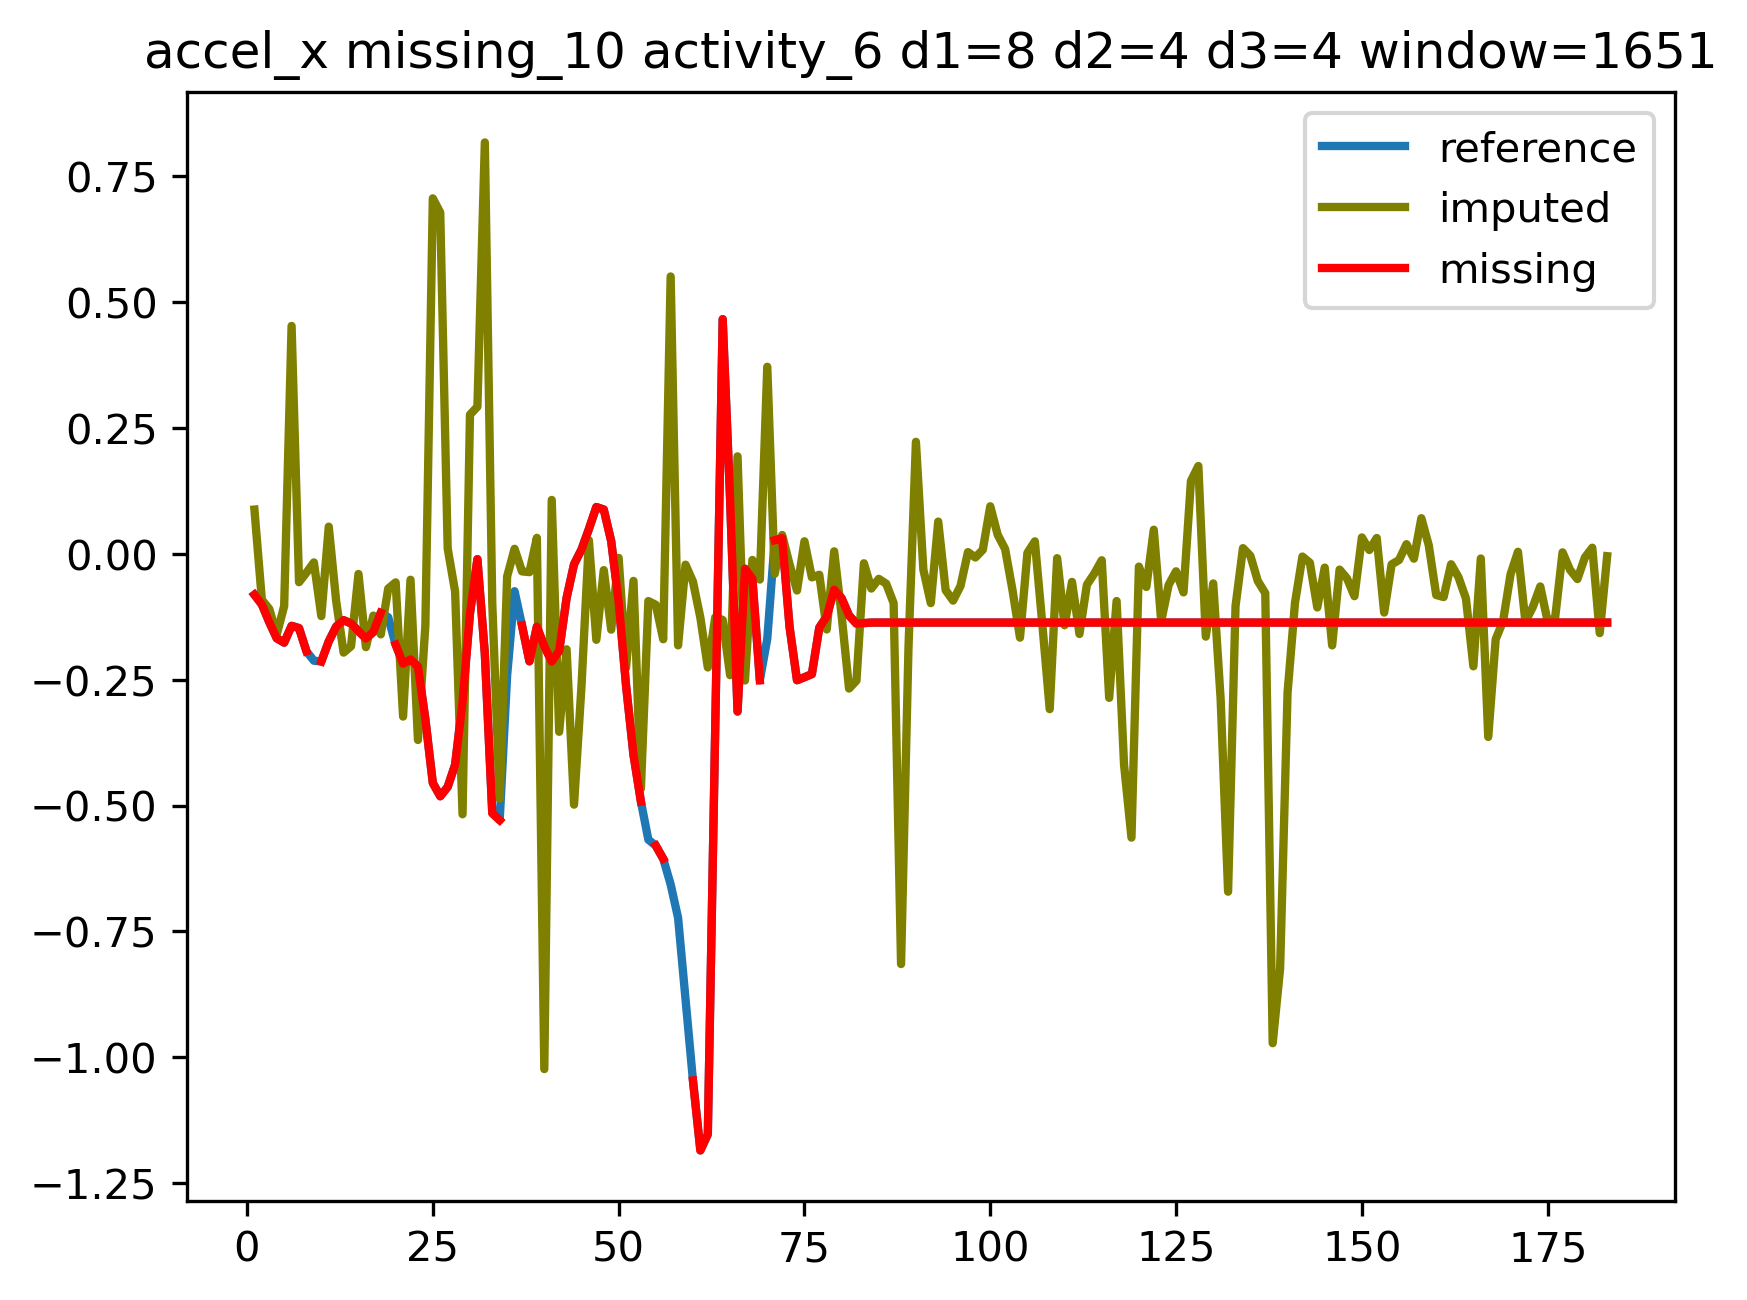 accel_x missing_10 activity_6 d1=8 d2=4 d3=4 window=1651
reference
imputed
missing
0.75
0.50
0.25
0.00
−0.25
−0.50
−0.75
−1.00
−1.25
0 25 50 75 100 125 150 175